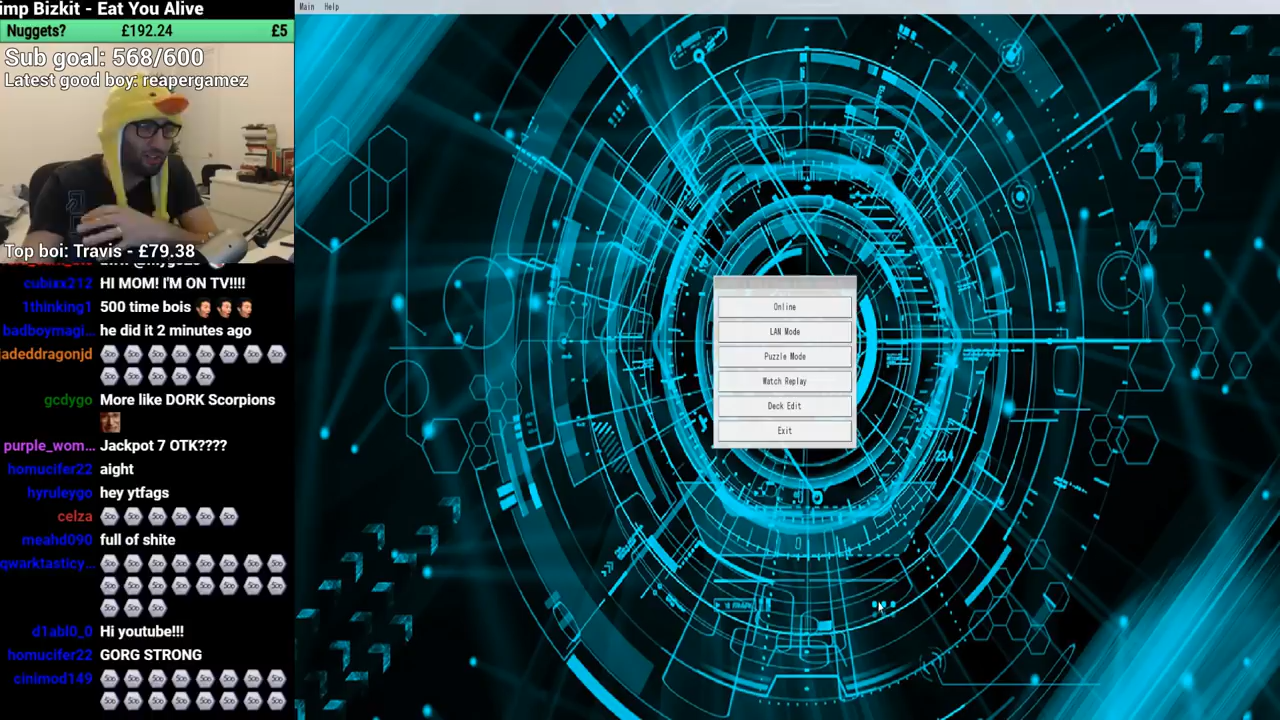 imp Bizkit - Eat You Alive
Nuggets? £192.24 £5
Sub goal: 568/600
Latest good boy: reapergamez
Top boi: Travis - £79.38
cubixx212 HI MOM! I'M ON TV!!!!
1thinking1 500 time bois
badboymagi... he did it 2 minutes ago
jadeddragonjd
gcdygo More like DORK Scorpions
purple_wom... Jackpot 7 OTK????
homucifer22 aight
hyruleygo hey ytfags
celza
meahd090 full of shite
qwarktasticy...
d1abl0_0 Hi youtube!!!
homucifer22 GORG STRONG
cinimod149
Main Help
Online
LAN Mode
Puzzle Mode
Watch Replay
Deck Edit
Exit
234